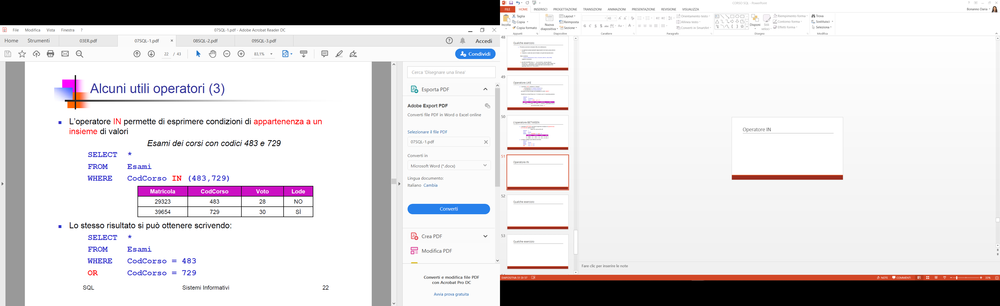 File Modifica Vista Finestra ?
07SQL-1.pdf - Adobe Acrobat Reader DC
Home Strumenti 03ER.pdf 07SQL-1.pdf × 08SQL-2.pdf 09SQL-3.pdf Accedi
22 / 43 83,1% Condividi
Alcuni utili operatori (3)
L'operatore IN permette di esprimere condizioni di appartenenza a un
insieme di valori
Esami dei corsi con codici 483 e 729
SELECT *
FROM Esami
WHERE CodCorso IN (483,729)
Matricola CodCorso Voto Lode
29323 483 28 NO
39654 729 30 SÌ
Lo stesso risultato si può ottenere scrivendo:
SELECT *
FROM Esami
WHERE CodCorso = 483
OR CodCorso = 729
SQL Sistemi Informativi 22
Cerca 'Disegnare una linea'
Esporta PDF
Adobe Export PDF
Converti file PDF in Word o Excel online
Selezionare il file PDF
07SQL-1.pdf
Converti in
Microsoft Word (*.docx)
Lingua documento:
Italiano Cambia
Converti
Crea PDF
Modifica PDF
Converti e modifica file PDF
con Acrobat Pro DC
Avvia prova gratuita
CORSO SQL - PowerPoint
FILE HOME INSERISCI PROGETTAZIONE TRANSIZIONI ANIMAZIONI PRESENTAZIONE REVISIONE VISUALIZZA
Bonanno Daria
Incolla
Taglia
Copia
Copia formato
Appunti
Nuova
diapositiva
Layout
Reimposta
Sezione
Diapositive
48
G C S S abc AV Aa A
Carattere
Orientamento testo
Allinea testo
Converti in SmartArt
Paragrafo
Disponi
Stili
veloci
Riempimento forma
Contorno forma
Effetti forma
Disegno
Trova
Sostituisci
Seleziona
Modifica
48
Qualche esercizio
49
Operatore LIKE
50
L'operatore BETWEEN
51
Operatore IN
52
Qualche esercizio
53
Qualche esercizio
Operatore IN
Fare clic per inserire le note
DIAPOSITIVA 51 DI 57
NOTE COMMENTI 33%